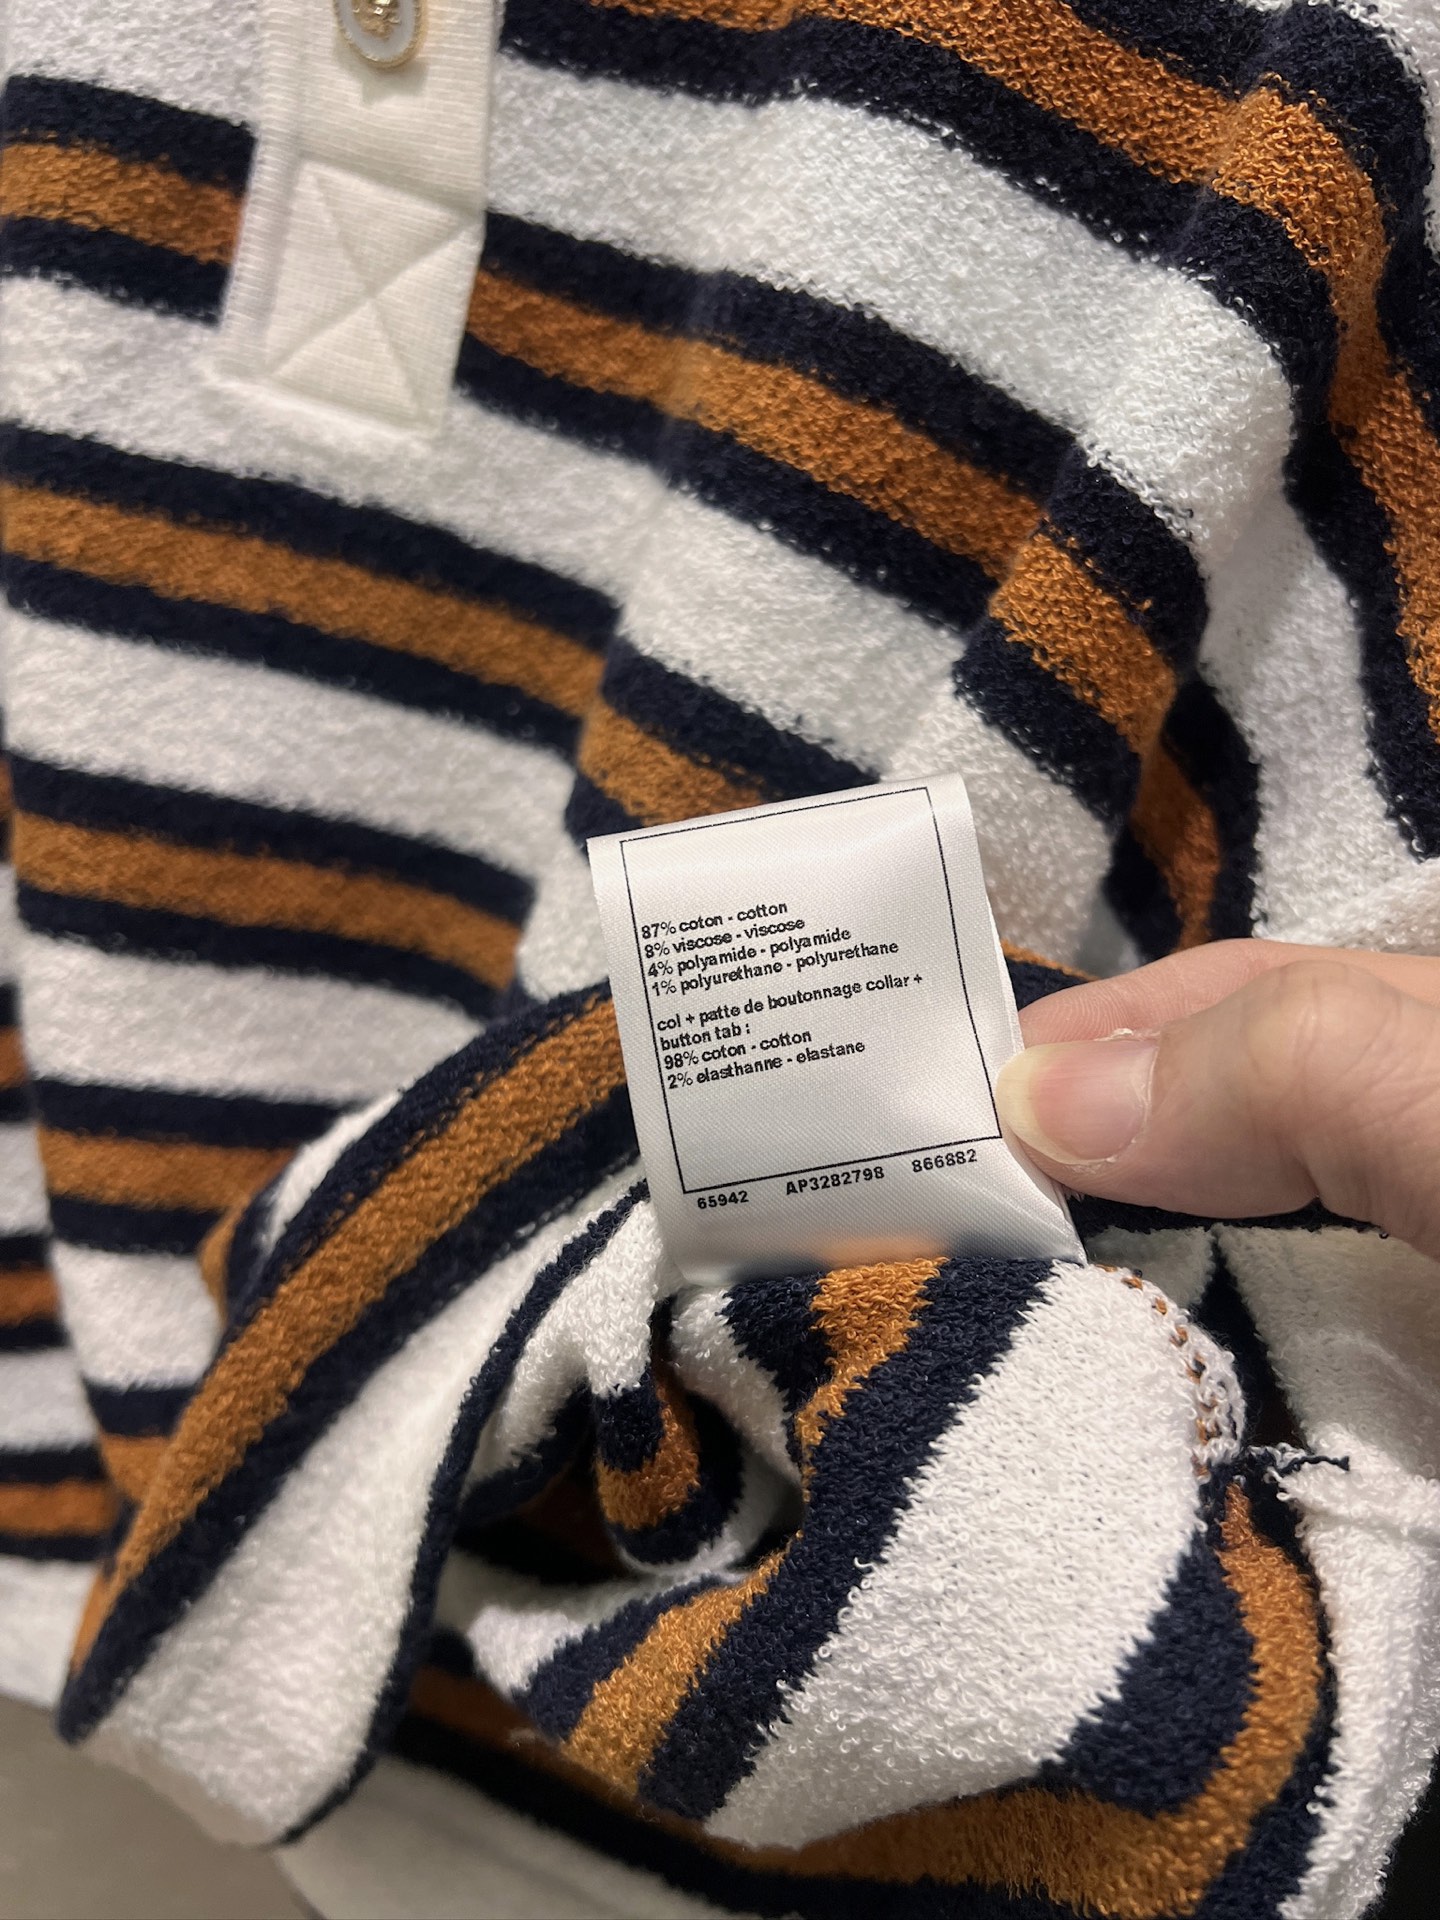 87% coton - cotton
8% viscose - viscose
4% polyamide - polyamide
1% polyurethane - polyurethane
col + patte de boutonnage collar +
button tab :
98% coton - cotton
2% elasthanne - elastane
65942 AP3282798 866882